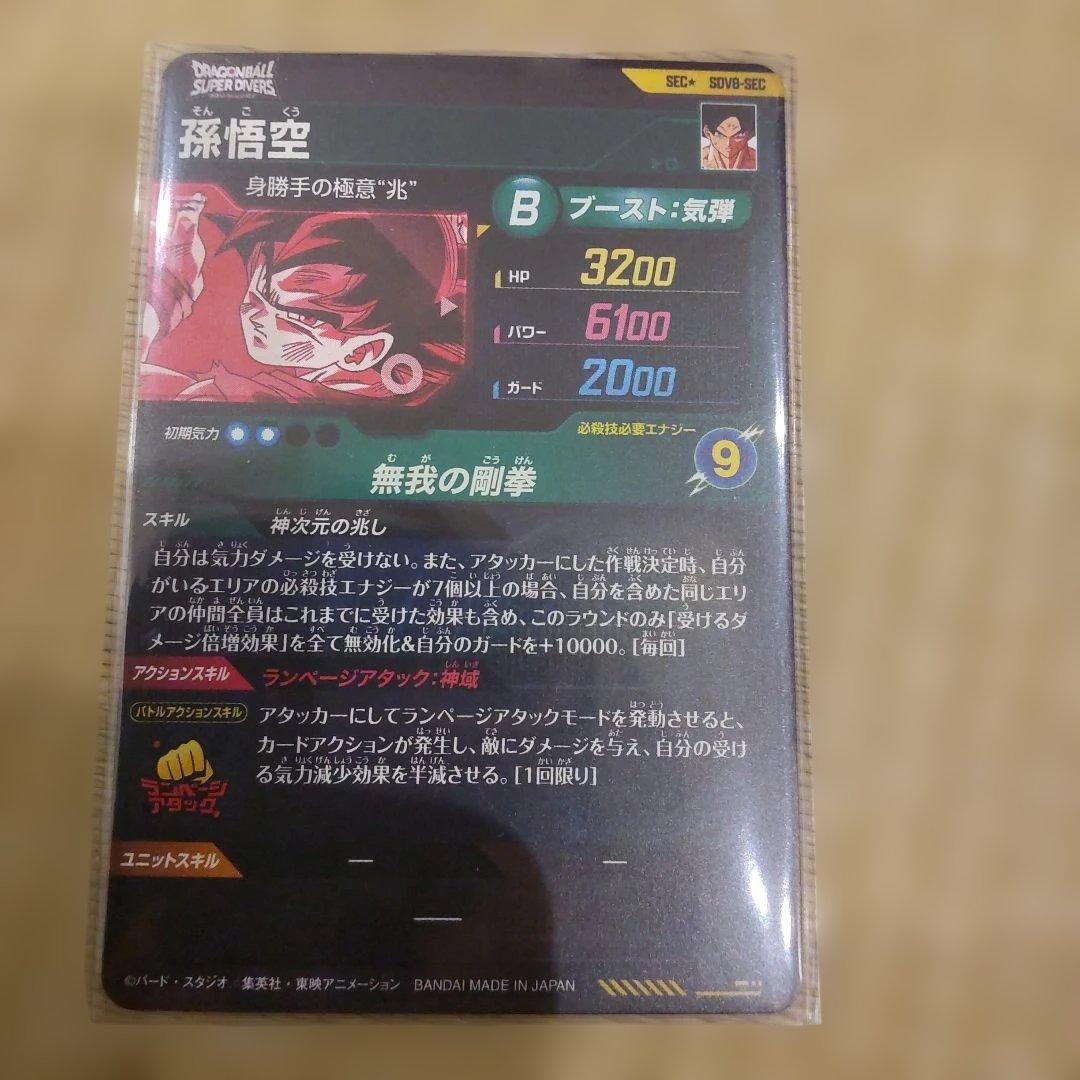 DRAGONBALL
SUPER DIVERS
SEC★ SDV8-SEC
そん ご くう
孫悟空
身勝手の極意“兆”
B ブースト:気弾
HP 3200
パワー 6100
ガード 2000
初期気力
必殺技必要エナジー
9
む が ごう けん
無我の剛拳
スキル
しん じ げん きざ
神次元の兆し
自分は気力ダメージを受けない。また、アタッカーにした作戦決定時、自分
がいるエリアの必殺技エナジーが7個以上の場合、自分を含めた同じエリ
アの仲間全員はこれまでに受けた効果も含め、このラウンドのみ「受けるダ
メージ倍増効果」を全て無効化&自分のガードを+10000。[毎回]
アクションスキル
しん いき
ランページアタック:神域
バトルアクションスキル
ランページ
アタック
アタッカーにしてランページアタックモードを発動させると、
カードアクションが発生し、敵にダメージを与え、自分の受け
る気力減少効果を半減させる。[1回限り]
ユニットスキル
— —
—
©バード・スタジオ/集英社・東映アニメーション BANDAI MADE IN JAPAN